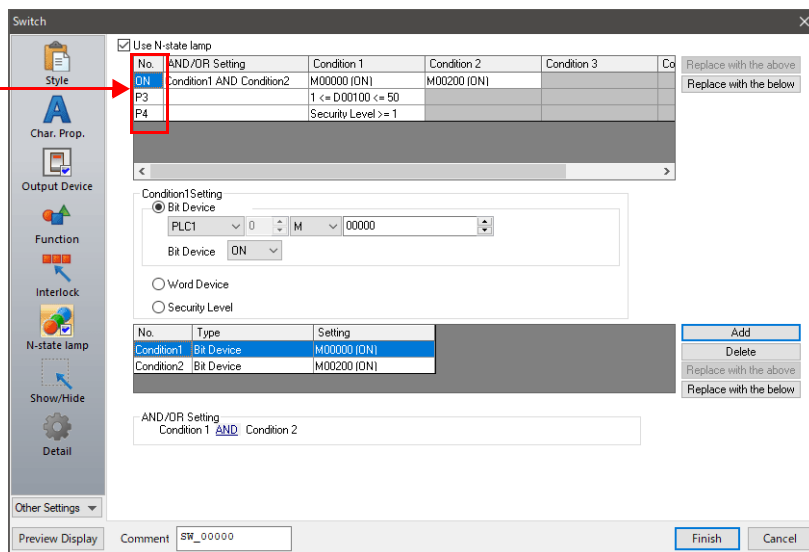 Switch
Use N-state lamp
No. AND/OR Setting Condition 1 Condition 2 Condition 3 Co
ON Condition1 AND Condition2 M00000 (ON) M00200 (ON)
P3 1 <= D00100 <= 50
P4 Security Level >= 1
Replace with the above
Replace with the below
Style
Char. Prop.
Output Device
Function
Interlock
N-state lamp
Show/Hide
Detail
Other Settings
Condition1Setting
Bit Device
PLC1 0 M 00000
Bit Device ON
Word Device
Security Level
No. Type Setting
Condition1 Bit Device M00000 (ON)
Condition2 Bit Device M00200 (ON)
Add
Delete
Replace with the above
Replace with the below
AND/OR Setting
Condition 1 AND Condition 2
Preview Display Comment SW_00000 Finish Cancel